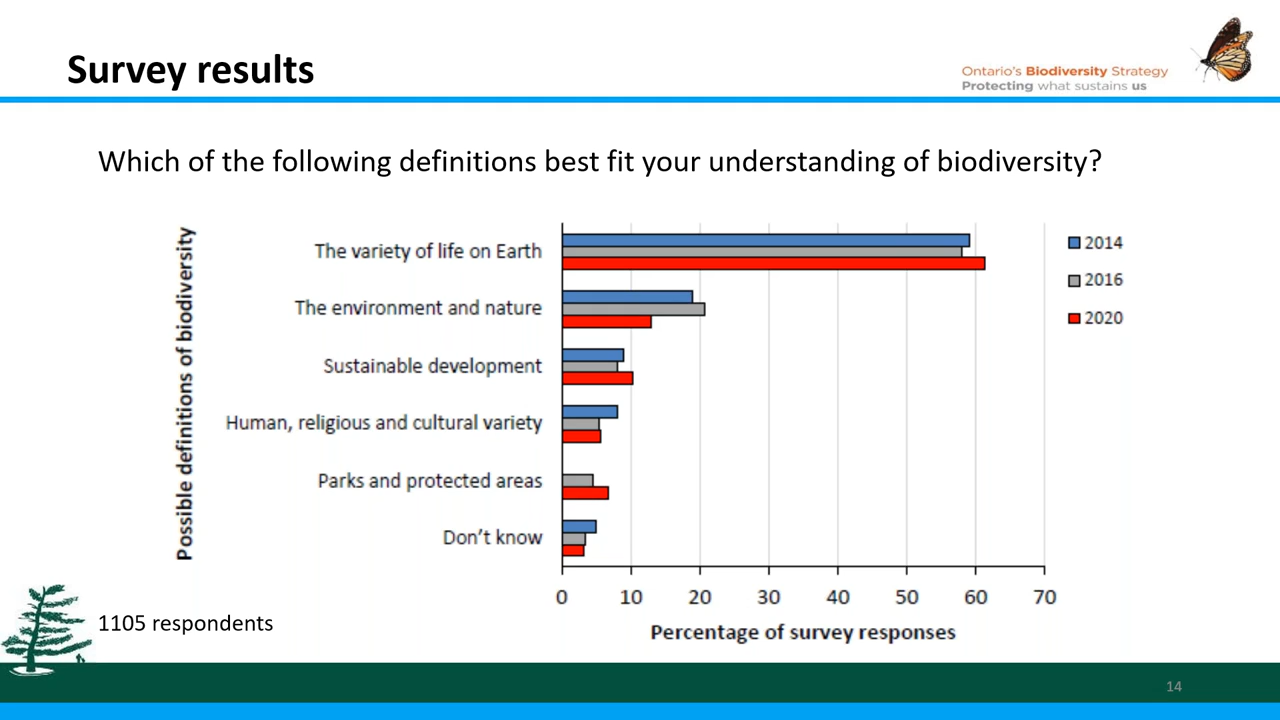 Survey results
Ontario's Biodiversity Strategy
Protecting what sustains us
Which of the following definitions best fit your understanding of biodiversity?
Possible definitions of biodiversity
The variety of life on Earth
The environment and nature
Sustainable development
Human, religious and cultural variety
Parks and protected areas
Don't know
2014
2016
2020
0 10 20 30 40 50 60 70
Percentage of survey responses
1105 respondents
14